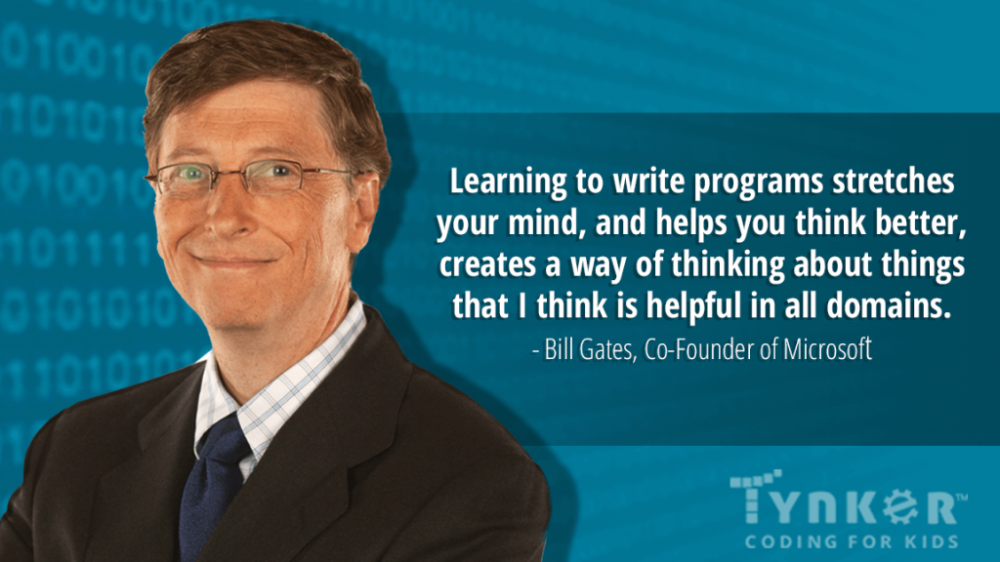 Learning to write programs stretches
your mind, and helps you think better,
creates a way of thinking about things
that I think is helpful in all domains.
- Bill Gates, Co-Founder of Microsoft
Tynker™
CODING FOR KIDS